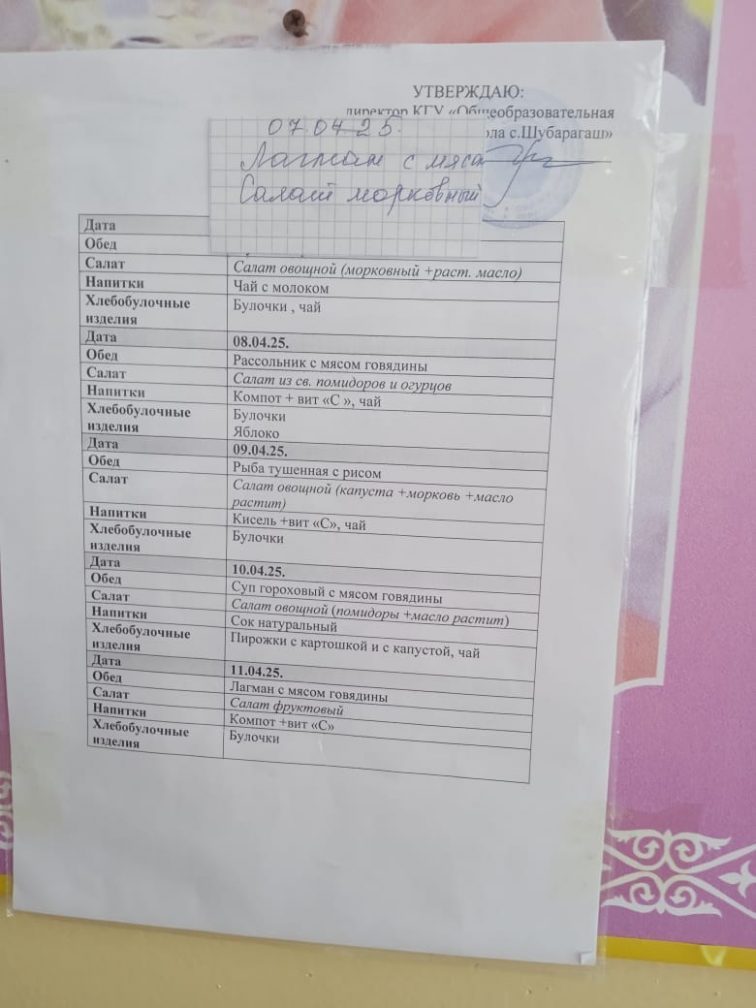 УТВЕРЖДАЮ:
директор КГУ «Общеобразовательная
ола с.Шубарагаш»
07.04.25.
Лагман с мяса
Салат морковный
Дата
Обед
Салат Салат овощной (морковный +раст. масло)
Напитки Чай с молоком
Хлебобулочные Булочки , чай
изделия
Дата 08.04.25.
Обед Рассольник с мясом говядины
Салат Салат из св. помидоров и огурцов
Напитки Компот + вит «С », чай
Хлебобулочные Булочки
изделия Яблоко
Дата 09.04.25.
Обед Рыба тушенная с рисом
Салат Салат овощной (капуста +морковь +масло
растит)
Напитки Кисель +вит «С», чай
Хлебобулочные Булочки
изделия
Дата 10.04.25.
Обед Суп гороховый с мясом говядины
Салат Салат овощной (помидоры +масло растит)
Напитки Сок натуральный
Хлебобулочные Пирожки с картошкой и с капустой, чай
изделия
Дата 11.04.25.
Обед Лагман с мясом говядины
Салат Салат фруктовый
Напитки Компот +вит «С»
Хлебобулочные Булочки
изделия